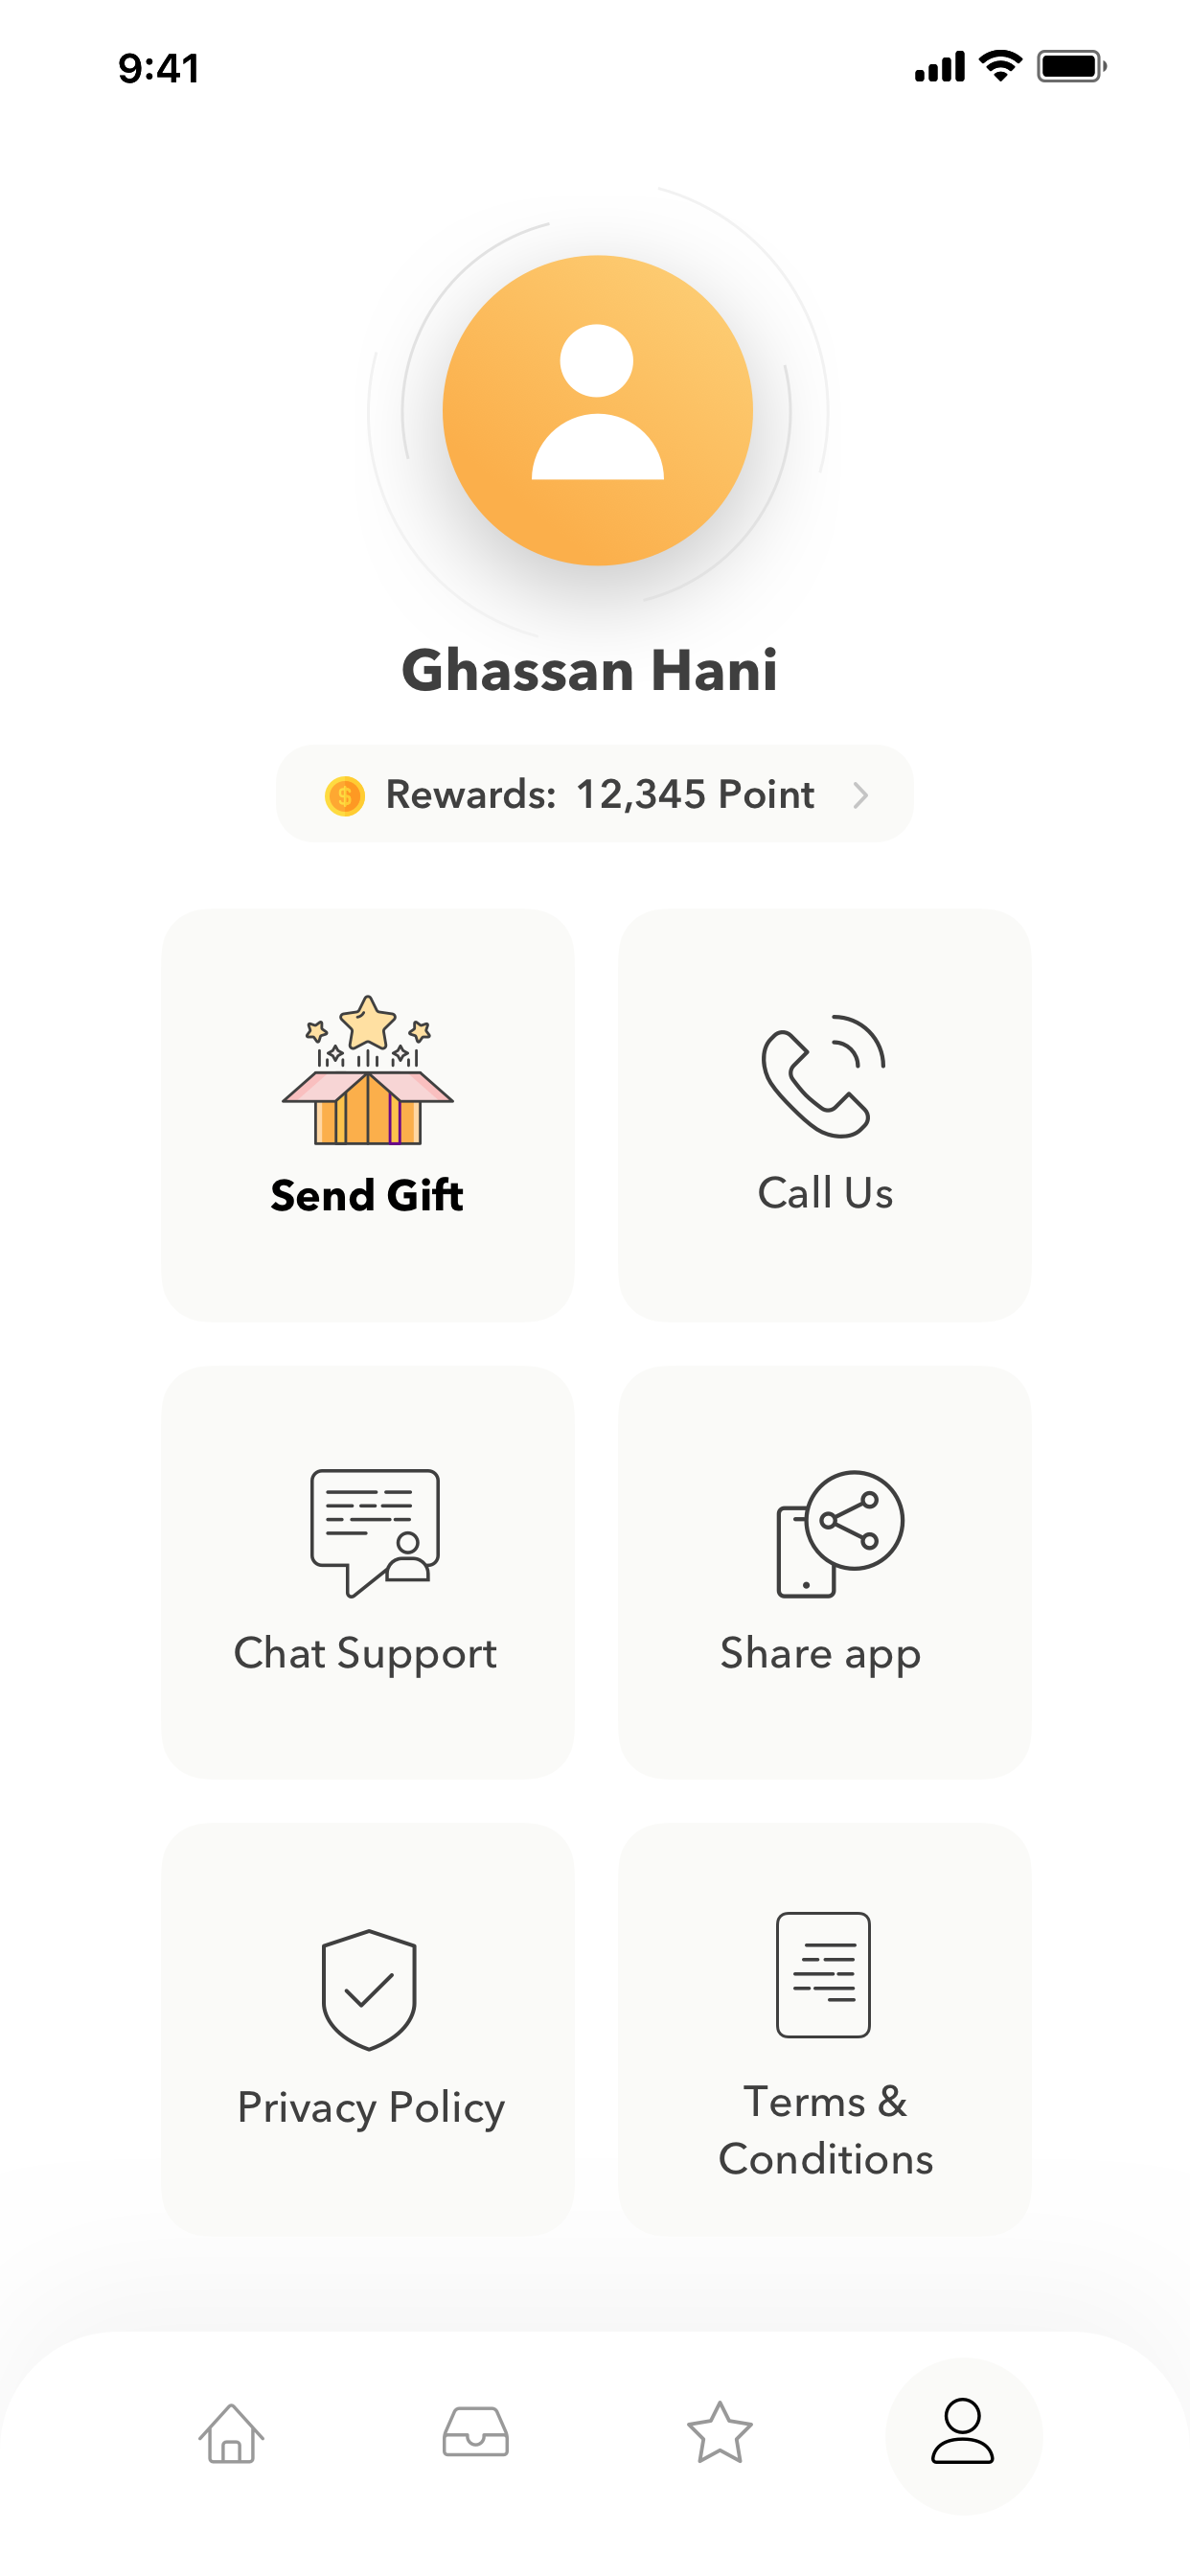 9:41
Ghassan Hani
$ Rewards: 12,345 Point
Send Gift
Call Us
Chat Support
Share app
Privacy Policy
Terms &
Conditions